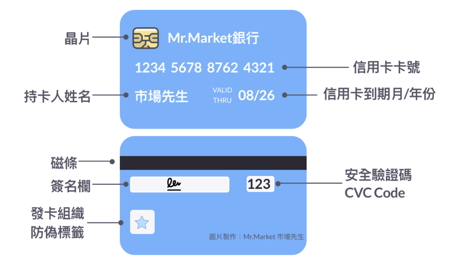 晶片
Mr.Market銀行
1234 5678 8762 4321
信用卡卡號
持卡人姓名
市場先生
VALID
THRU
08/26
信用卡到期月/年份
磁條
簽名欄
123
安全驗證碼
CVC Code
發卡組織
防偽標籤
圖片製作：Mr.Market 市場先生